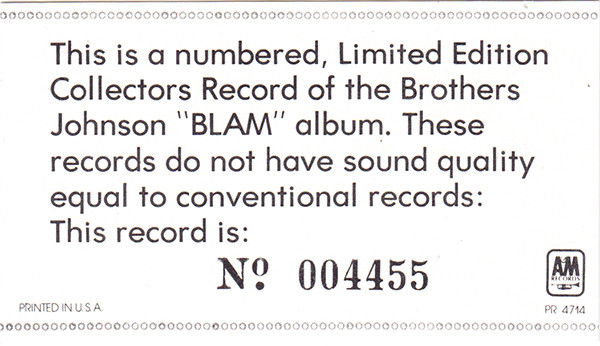 This is a numbered, Limited Edition
Collectors Record of the Brothers
Johnson "BLAM" album. These
records do not have sound quality
equal to conventional records:
This record is:
Nº 004455
A&M
RECORDS
PRINTED IN U.S.A.
PR 4714